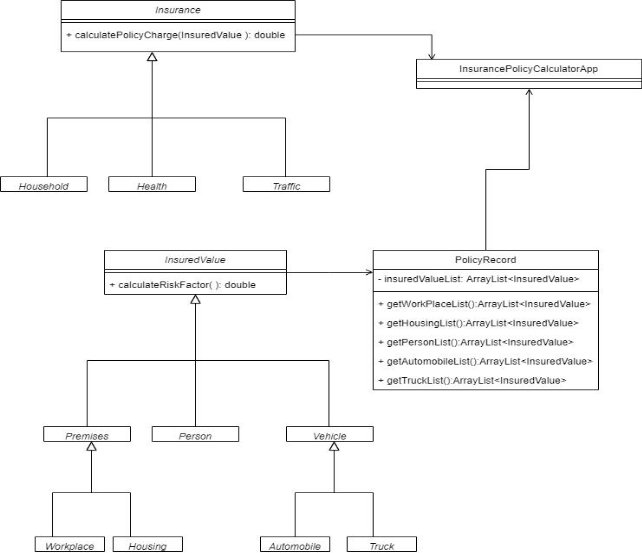 Insurance
+ calculatePolicyCharge(InsuredValue ): double
InsurancePolicyCalculatorApp
Household
Health
Traffic
InsuredValue
+ calculateRiskFactor( ): double
PolicyRecord
- insuredValueList: ArrayList<InsuredValue>
+ getWorkPlaceList():ArrayList<InsuredValue>
+ getHousingList():ArrayList<InsuredValue>
+ getPersonList():ArrayList<InsuredValue>
+ getAutomobileList():ArrayList<InsuredValue>
+ getTruckList():ArrayList<InsuredValue>
Premises
Person
Vehicle
Workplace
Housing
Automobile
Truck